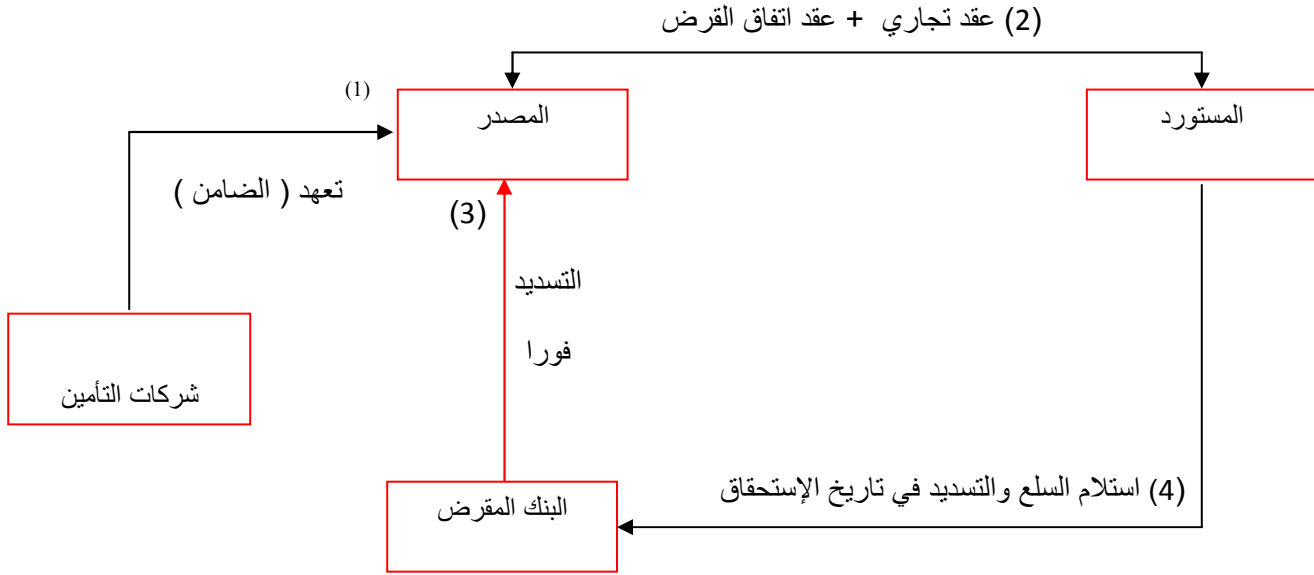 (2) عقد تجاري + عقد اتفاق القرض
(1)
المصدر
المستورد
تعهد ( الضامن )
(3)
التسديد
فورا
شركات التأمين
(4) استلام السلع والتسديد في تاريخ الإستحقاق
البنك المقرض